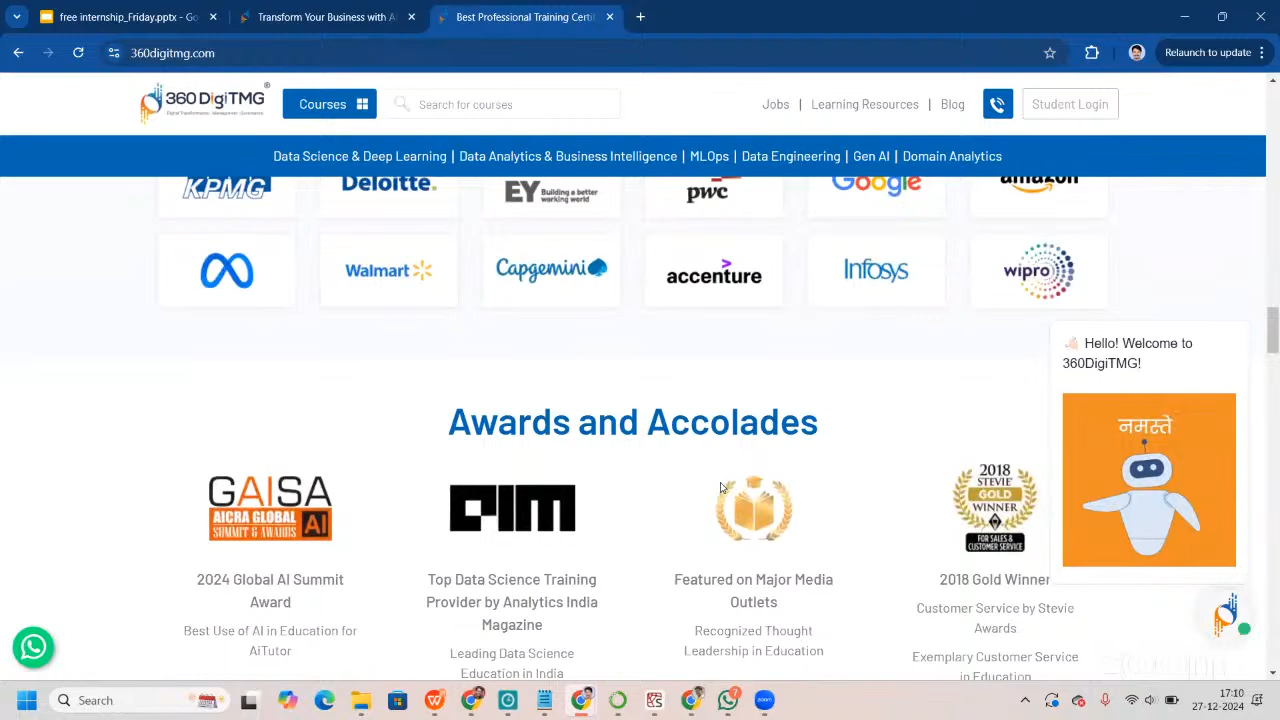 free internship_Friday.pptx - Go
Transform Your Business with A
Best Professional Training Certi
360digitmg.com
Relaunch to update
360DigiTMG®
Courses
Search for courses
Jobs | Learning Resources | Blog
Student Login
Data Science & Deep Learning | Data Analytics & Business Intelligence | MLOps | Data Engineering | Gen AI | Domain Analytics
KPMG
Deloitte.
EY Building a better
working world
pwc
Google
amazon
Walmart
Capgemini
accenture
Infosys
wipro
Hello! Welcome to
360DigiTMG!
नमस्ते
Awards and Accolades
GAISA
AICRA GLOBAL
SUMMIT & AWARDS
AI
AIM
2018
STEVIE
GOLD
WINNER
FOR SALES &
CUSTOMER SERVICE
2024 Global AI Summit
Award
Best Use of AI in Education for
AiTutor
Top Data Science Training
Provider by Analytics India
Magazine
Leading Data Science
Education in India
Featured on Major Media
Outlets
Recognized Thought
Leadership in Education
2018 Gold Winner
Customer Service by Stevie
Awards
Exemplary Customer Service
in Education
Search
7
zoom
17:10
27-12-2024